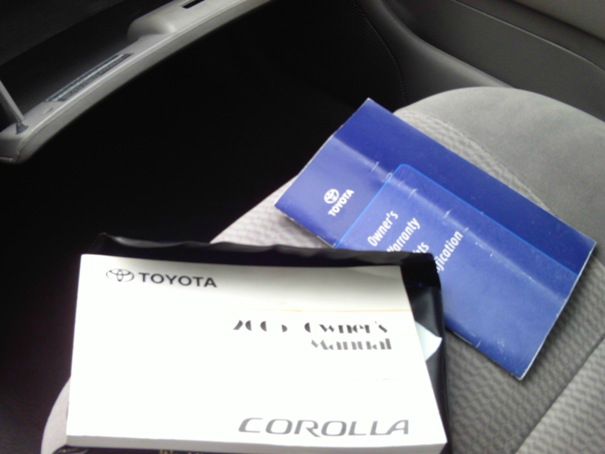 TOYOTA
Owner's
Warranty
TOYOTA
Owner's
Manual
COROLLA